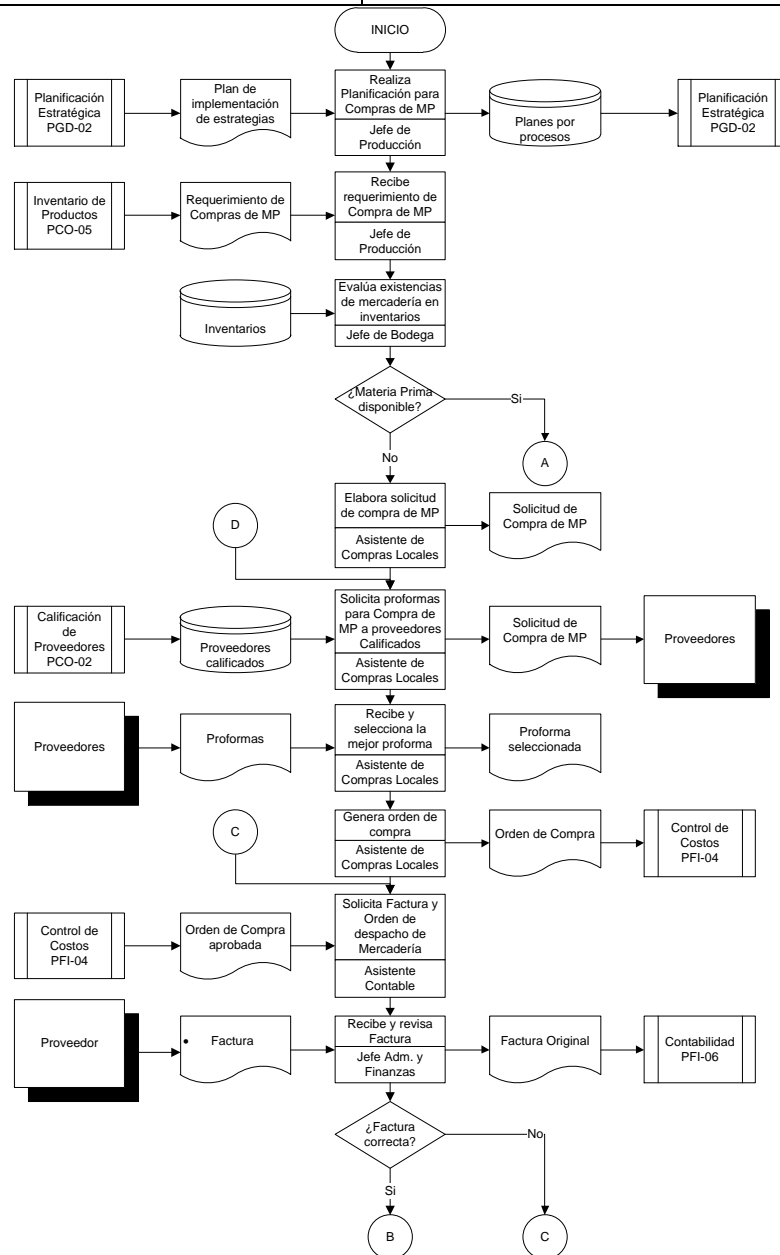 INICIO
Planificación
Estratégica
PGD-02
Plan de
implementación
de estrategias
Realiza
Planificación para
Compras de MP
Jefe de
Producción
Planes por
procesos
Planificación
Estratégica
PGD-02
Inventario de
Productos
PCO-05
Requerimiento de
Compras de MP
Recibe
requerimiento de
Compra de MP
Jefe de
Producción
Inventarios
Evalúa existencias
de mercadería en
inventarios
Jefe de Bodega
¿Materia Prima
disponible?
Si
A
No
Elabora solicitud
de compra de MP
Asistente de
Compras Locales
Solicitud de
Compra de MP
D
Calificación
de
Proveedores
PCO-02
Proveedores
calificados
Solicita proformas
para Compra de
MP a proveedores
Calificados
Asistente de
Compras Locales
Solicitud de
Compra de MP
Proveedores
Proveedores
Proformas
Recibe y
selecciona la
mejor proforma
Asistente de
Compras Locales
Proforma
seleccionada
Genera orden de
compra
Asistente de
Compras Locales
Orden de Compra
Control de
Costos
PFI-04
C
Control de
Costos
PFI-04
Orden de Compra
aprobada
Solicita Factura y
Orden de
despacho de
Mercadería
Asistente
Contable
Proveedor
• Factura
Recibe y revisa
Factura
Jefe Adm. y
Finanzas
Factura Original
Contabilidad
PFI-06
¿Factura
correcta?
No
Si
B
C